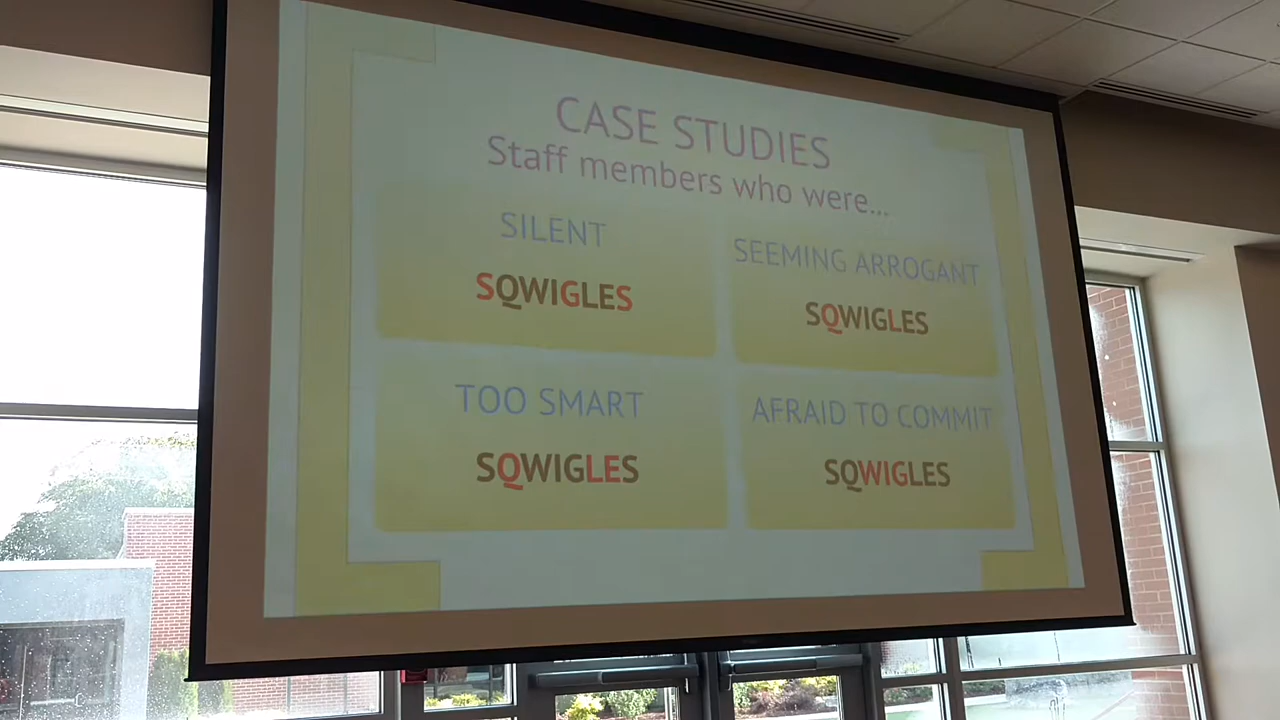 CASE STUDIES
Staff members who were...
SILENT
SQWIGLES
SEEMING ARROGANT
SQWIGLES
TOO SMART
SQWIGLES
AFRAID TO COMMIT
SQWIGLES